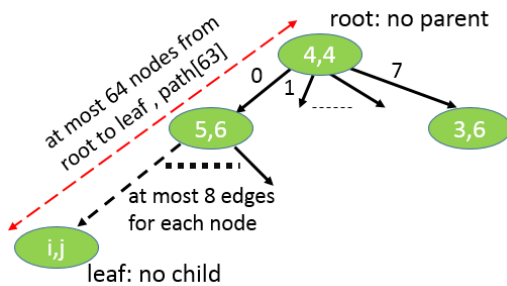 root: no parent
4,4
0
1
7
at most 64 nodes from
root to leaf , path[63]
5,6
3,6
at most 8 edges
for each node
i,j
leaf: no child